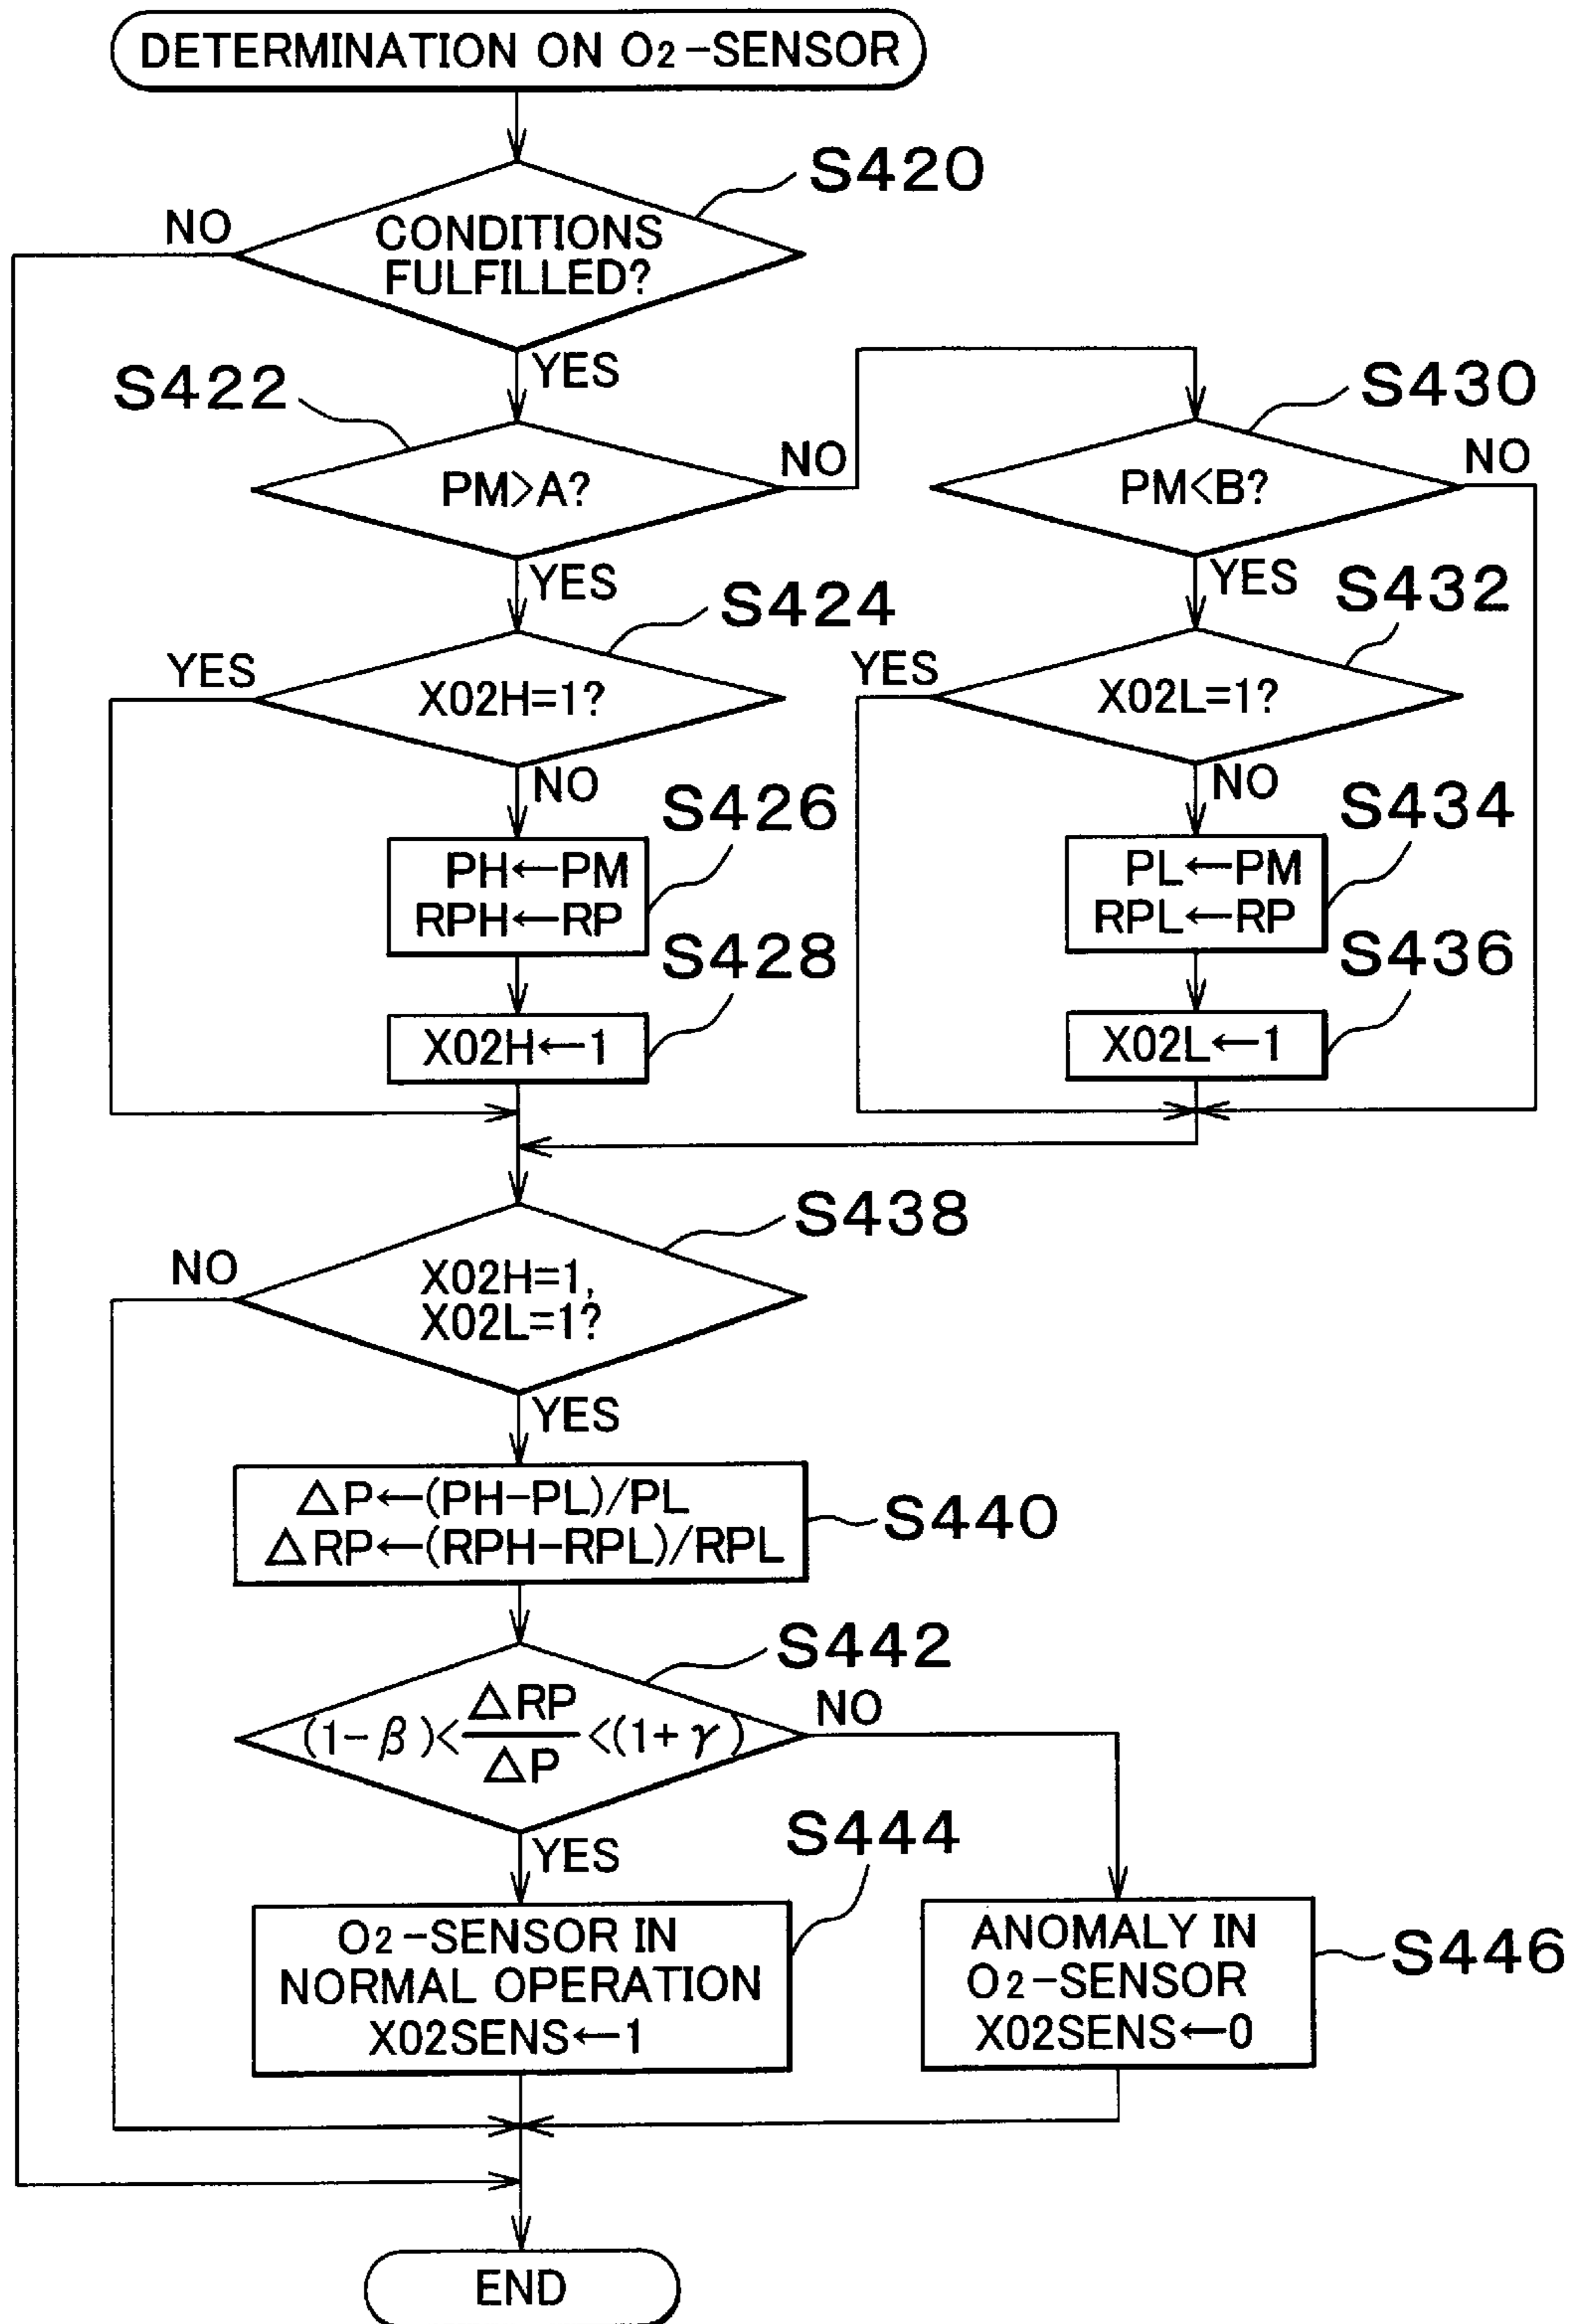 DETERMINATION ON O2-SENSOR
S420
NO
CONDITIONS
FULFILLED?
YES
S422
S430
NO
NO
PM>A?
PM<B?
YES
YES
S424
S432
YES
YES
X02H=1?
X02L=1?
NO
NO
S426
S434
PH←PM
RPH←RP
PL←PM
RPL←RP
S428
S436
X02H←1
X02L←1
S438
NO
X02H=1,
X02L=1?
YES
△P←(PH-PL)/PL
△RP←(RPH-RPL)/RPL
S440
S442
NO
(1-β)<△RP/△P<(1+γ)
YES
S444
O2-SENSOR IN
NORMAL OPERATION
X02SENS←1
ANOMALY IN
O2-SENSOR
X02SENS←0
S446
END